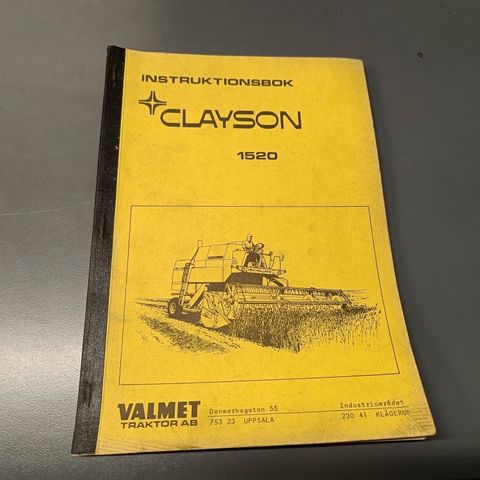 INSTRUKTIONSBOK
CLAYSON
1520
VALMET
TRAKTOR AB
Danmarksgatan 55
753 23 UPPSALA
Industriområdet
230 41 KLÅGERUP